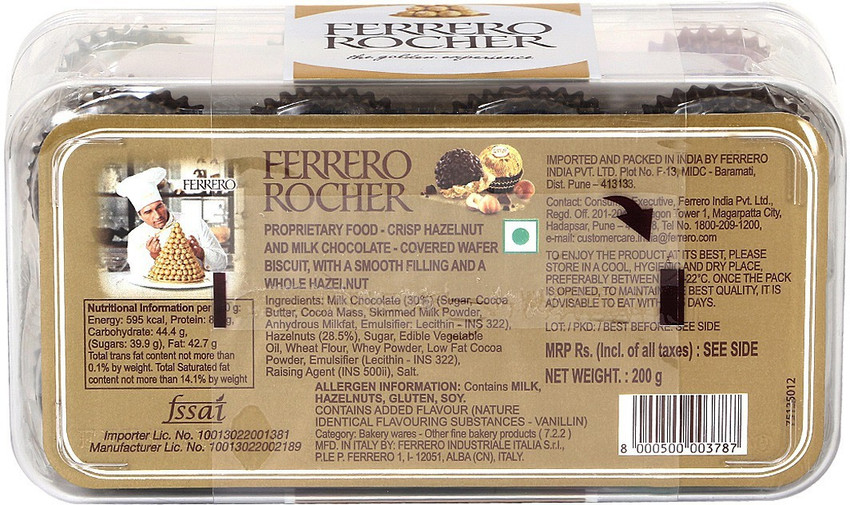 FERRERO
ROCHER
the golden experience
FERRERO
FERRERO
ROCHER
PROPRIETARY FOOD - CRISP HAZELNUT
AND MILK CHOCOLATE - COVERED WAFER
BISCUIT, WITH A SMOOTH FILLING AND A
WHOLE HAZELNUT
Ingredients: Milk Chocolate (30%) (Sugar, Cocoa
Butter, Cocoa Mass, Skimmed Milk Powder,
Anhydrous Milkfat, Emulsifier: Lecithin - INS 322),
Hazelnuts (28.5%), Sugar, Edible Vegetable
Oil, Wheat Flour, Whey Powder, Low Fat Cocoa
Powder, Emulsifier (Lecithin - INS 322),
Raising Agent (INS 500ii), Salt.
ALLERGEN INFORMATION: Contains MILK,
HAZELNUTS, GLUTEN, SOY.
CONTAINS ADDED FLAVOUR (NATURE
IDENTICAL FLAVOURING SUBSTANCES - VANILLIN)
Category: Bakery wares - Other fine bakery products ( 7.2.2 )
MFD. IN ITALY BY: FERRERO INDUSTRIALE ITALIA S.r.l.,
P.LE P. FERRERO 1, I- 12051, ALBA (CN), ITALY.
Nutritional Information per
Energy: 595 kcal, Protein:
Carbohydrate: 44.4 g,
(Sugars: 39.9 g), Fat: 42.7
Total trans fat content not more than
0.1% by weight. Total Saturated fat
content not more than 14.1% by weight
fssai
Importer Lic. No. 10013022001381
Manufacturer Lic. No. 10013022002189
IMPORTED AND PACKED IN INDIA BY FERRERO
INDIA PVT. LTD. Plot No. F-13, MIDC - Baramati,
Dist. Pune – 413133.
Contact: Executive, Ferrero India Pvt. Ltd.,
Regd. Off. Tower 1, Magarpatta City,
Hadapsar, Pune – Tel No. 1800-209-1200,
e-mail: customercare. @ferrero.com
TO ENJOY THE PRODUCT AT ITS BEST, PLEASE
STORE IN A COOL, HYGIENIC AND DRY PLACE,
PREFERABLY BETWEEN -22°C. ONCE THE PACK
IS OPENED, TO MAINTAIN BEST QUALITY, IT IS
ADVISABLE TO EAT WITH DAYS.
LOT. / PKD. / BEST BEFORE: SEE SIDE
MRP Rs. (Incl. of all taxes) : SEE SIDE
NET WEIGHT. : 200 g
8 000500 003787